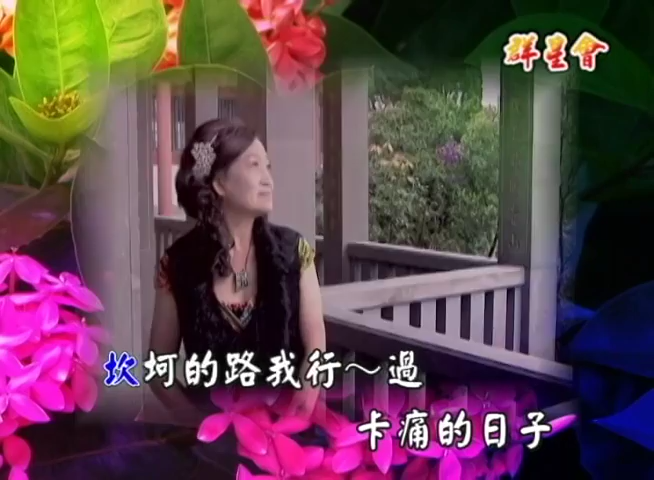 群星會
坎坷的路我行～過
卡痛的日子